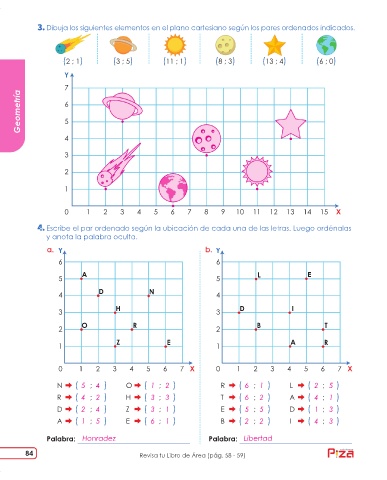 3. Dibuja los siguientes elementos en el plano cartesiano según los pares ordenados indicados.
(2 ; 1) (3 ; 5) (11 ; 1) (8 ; 3) (13 ; 4) (6 ; 0)
Geometría
Y
7
6
5
4
3
2
1
0 1 2 3 4 5 6 7 8 9 10 11 12 13 14 15 X
4. Escribe el par ordenado según la ubicación de cada una de las letras. Luego ordénalas
y anota la palabra oculta.
a. Y
6
5 A
4 D N
3 H
2 O R
1 Z E
0 1 2 3 4 5 6 7 X
b. Y
6
5 L E
4
3 D I
2 B T
1 A R
0 1 2 3 4 5 6 7 X
N ➡ ( 5 ; 4 ) O ➡ ( 1 ; 2 ) R ➡ ( 6 ; 1 ) L ➡ ( 2 ; 5 )
R ➡ ( 4 ; 2 ) H ➡ ( 3 ; 3 ) T ➡ ( 6 ; 2 ) A ➡ ( 4 ; 1 )
D ➡ ( 2 ; 4 ) Z ➡ ( 3 ; 1 ) E ➡ ( 5 ; 5 ) D ➡ ( 1 ; 3 )
A ➡ ( 1 ; 5 ) E ➡ ( 6 ; 1 ) B ➡ ( 2 ; 2 ) I ➡ ( 4 ; 3 )
Palabra: Honradez Palabra: Libertad
84 Revisa tu Libro de Área (pág. 58 - 59)